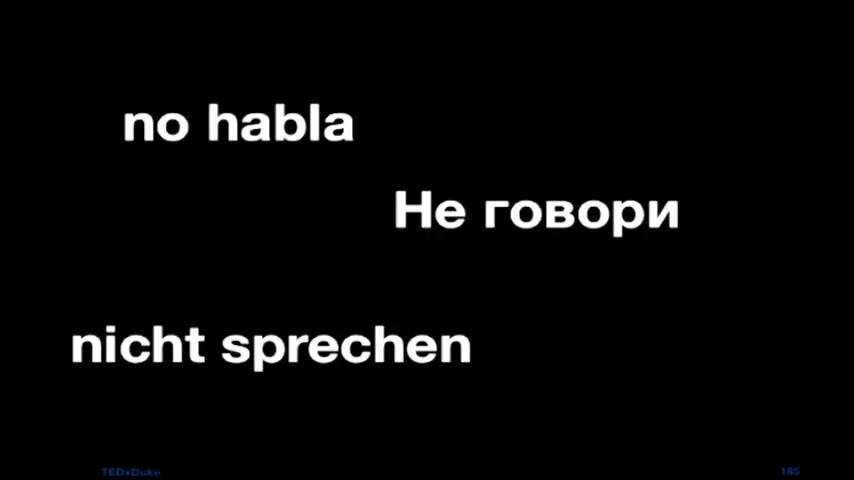 no habla
Не говори
nicht sprechen
TEDxDuke
185